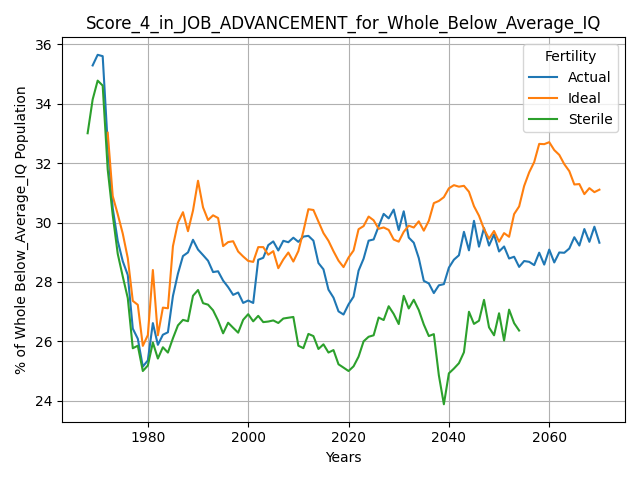 Score_4_in_JOB_ADVANCEMENT_for_Whole_Below_Average_IQ
% of Whole Below_Average_IQ Population
36
34
32
30
28
26
24
Fertility
Actual
Ideal
Sterile
1980
2000
2020
2040
2060
Years